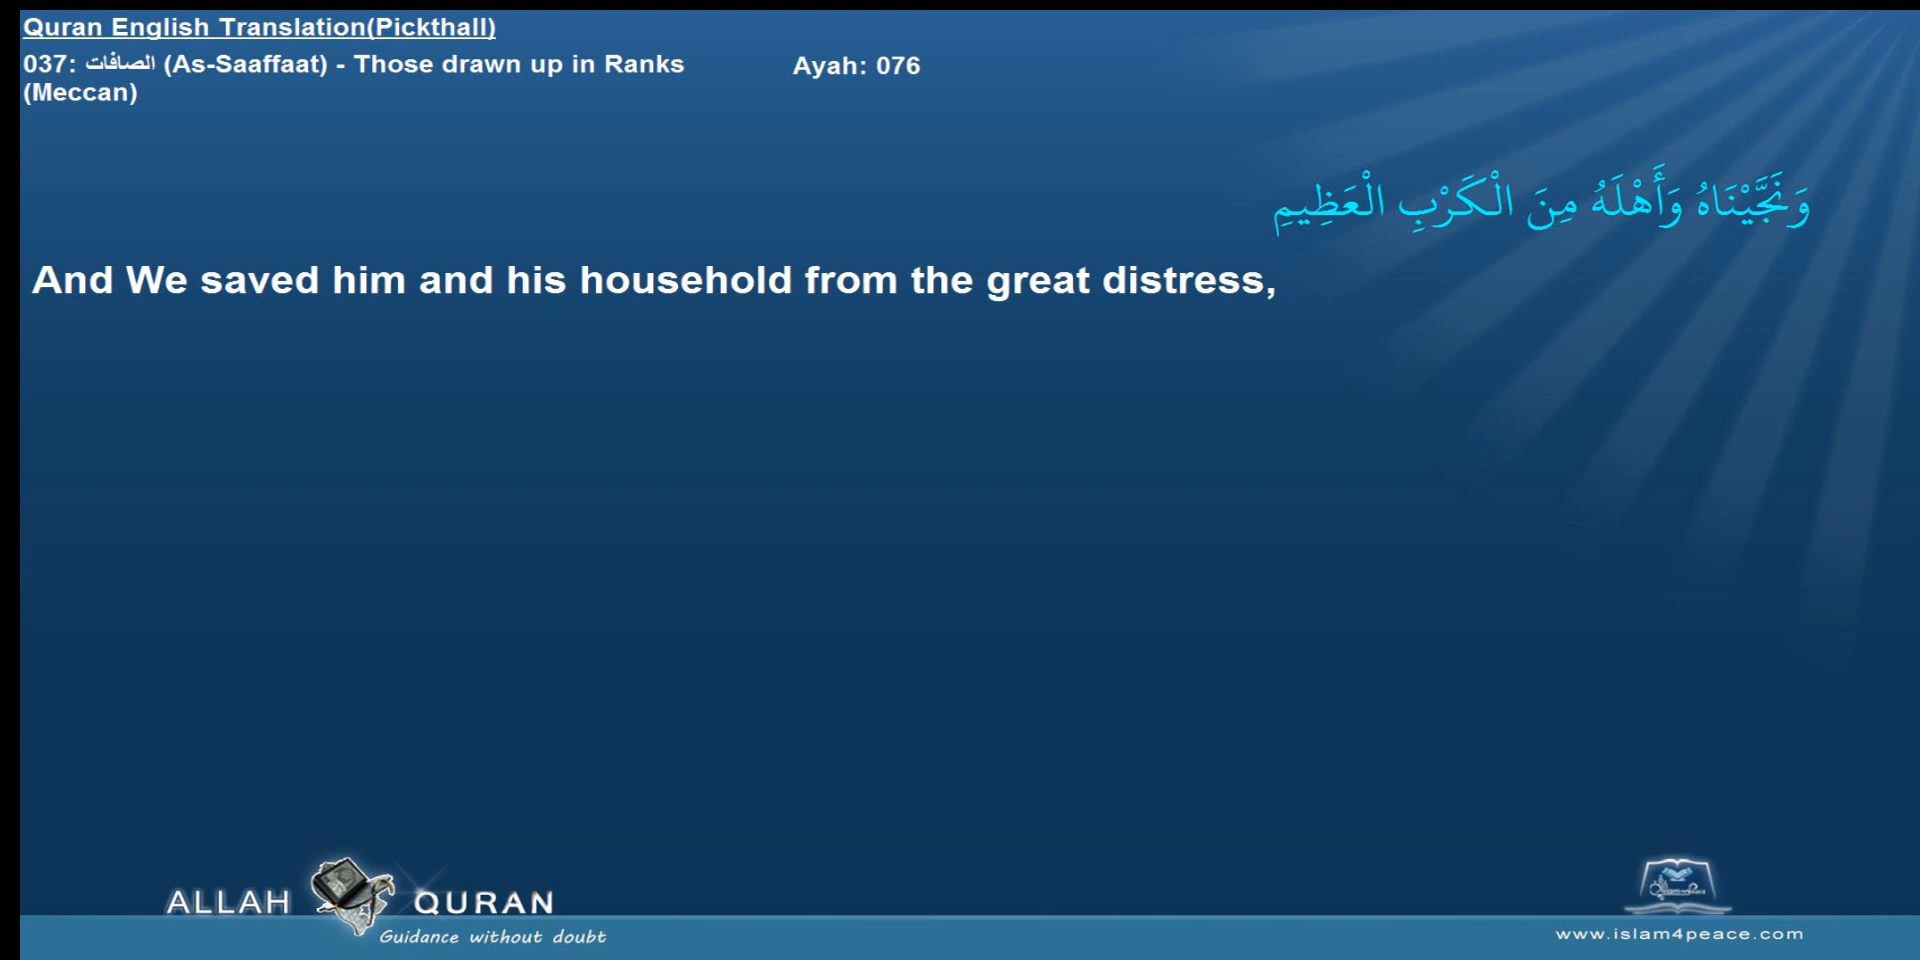 Quran English Translation(Pickthall)
037: الصافات (As-Saaffaat) - Those drawn up in Ranks
(Meccan)
Ayah: 076
وَنَجَّيْنَاهُ وَأَهْلَهُ مِنَ الْكَرْبِ الْعَظِيمِ
And We saved him and his household from the great distress,
ALLAH QURAN
Guidance without doubt
www.islam4peace.com